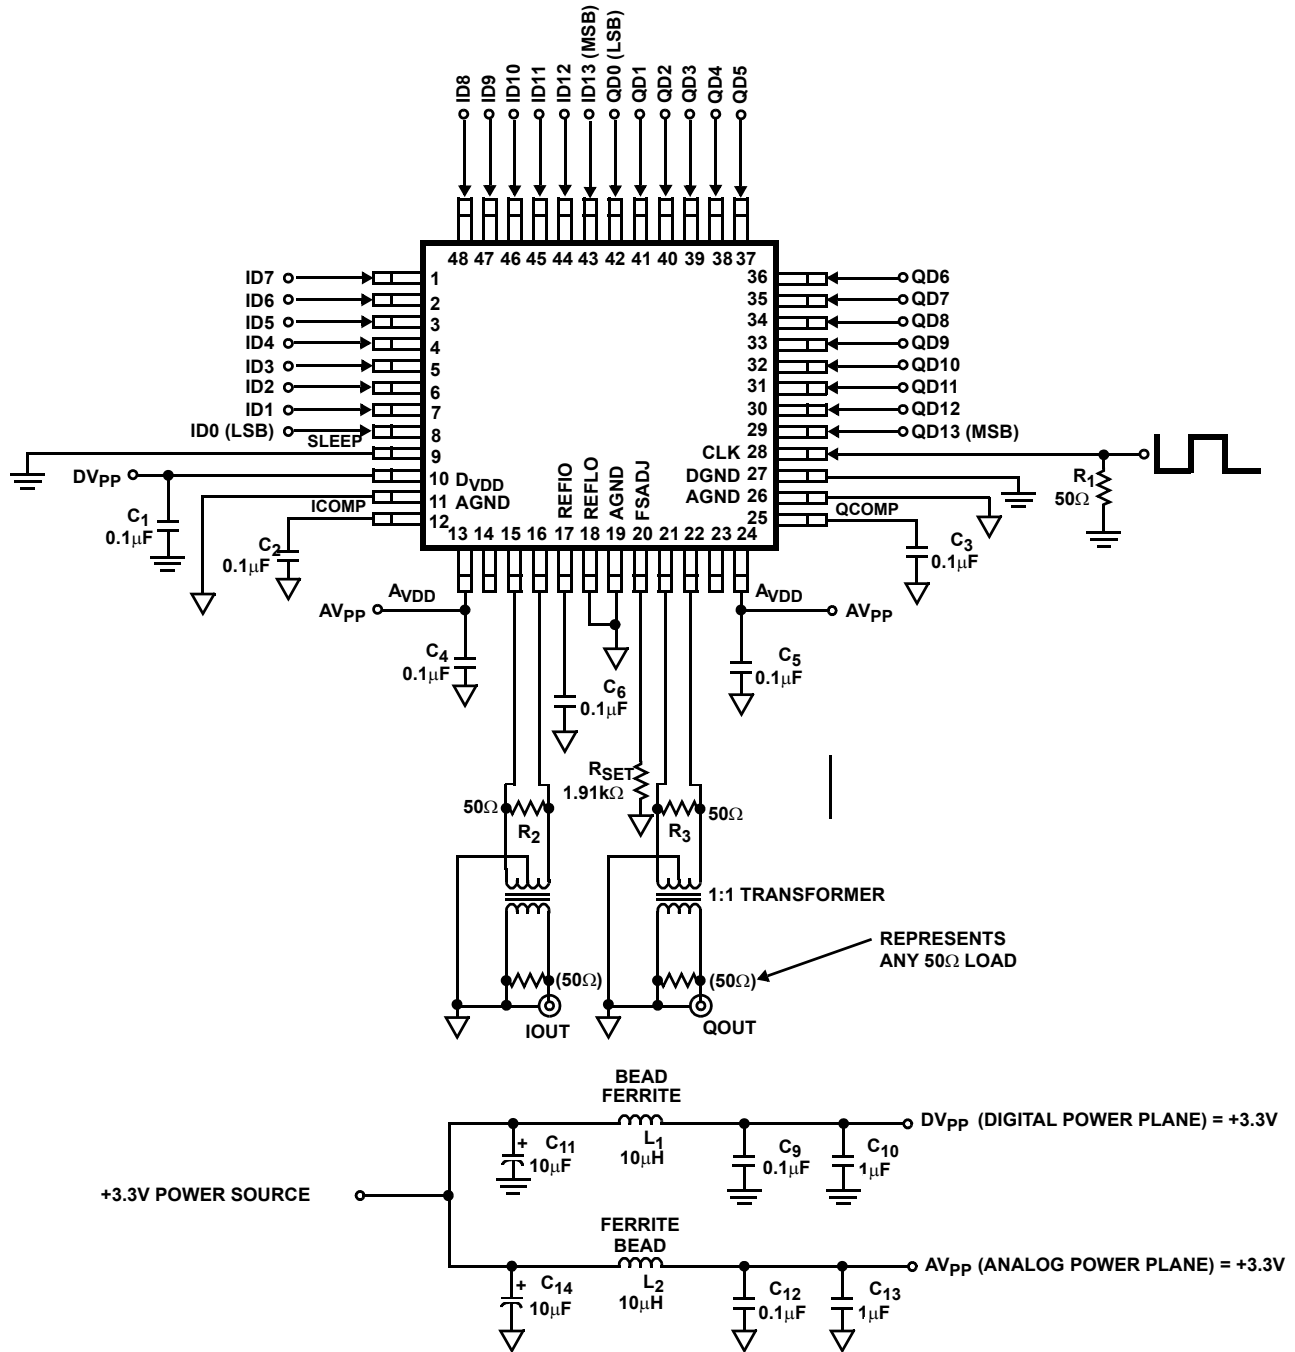 ID8
ID9
ID10
ID11
ID12
ID13 (MSB)
QD0 (LSB)
QD1
QD2
QD3
QD4
QD5
48 47 46 45 44 43 42 41 40 39 38 37
ID7
ID6
ID5
ID4
ID3
ID2
ID1
ID0 (LSB)
SLEEP
DVPP
C1
0.1µF
ICOMP
C2
0.1µF
1
2
3
4
5
6
7
8
9
10 DVDD
11 AGND
12
REFIO
REFLO
AGND
FSADJ
13 14 15 16 17 18 19 20 21 22 23 24
36
35
34
33
32
31
30
29
CLK 28
DGND 27
AGND 26
25
QD6
QD7
QD8
QD9
QD10
QD11
QD12
QD13 (MSB)
R1
50Ω
QCOMP
C3
0.1µF
AVDD
AVPP
C4
0.1µF
C6
0.1µF
AVDD
AVPP
C5
0.1µF
RSET
1.91kΩ
50Ω
R2
R3
50Ω
1:1 TRANSFORMER
REPRESENTS
ANY 50Ω LOAD
(50Ω)
(50Ω)
IOUT
QOUT
BEAD
FERRITE
+ C11
10µF
L1
10µH
C9
0.1µF
C10
1µF
DVPP (DIGITAL POWER PLANE) = +3.3V
+3.3V POWER SOURCE
FERRITE
BEAD
+ C14
10µF
L2
10µH
C12
0.1µF
C13
1µF
AVPP (ANALOG POWER PLANE) = +3.3V